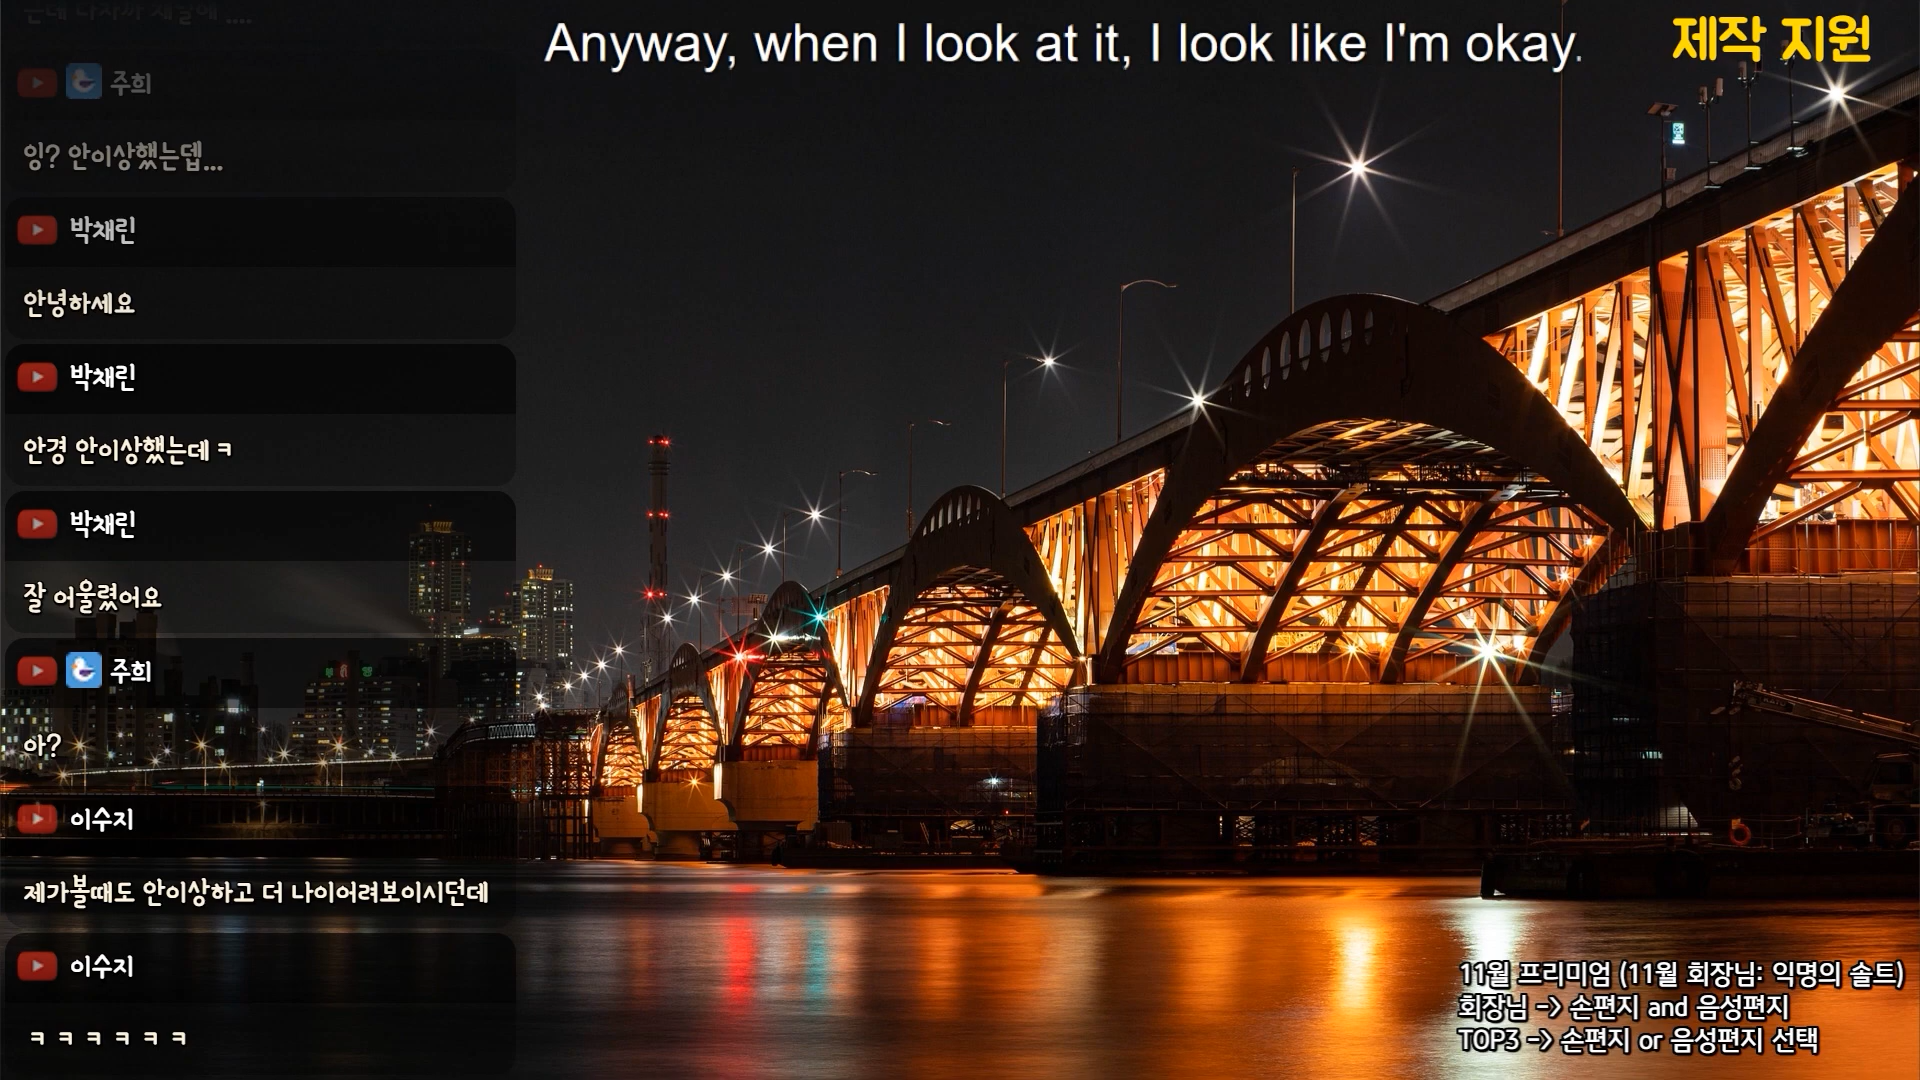 Anyway, when I look at it, I look like I'm okay.
제작 지원
주희
잉? 안이상했는뎁...
박채린
안녕하세요
박채린
안경 안이상했는데 ㅋ
박채린
잘 어울렸어요
주희
아?
이수지
제가볼때도 안이상하고 더 나이어려보이시던데
이수지
ㅋ ㅋ ㅋ ㅋ ㅋ ㅋ
11월 프리미엄 (11월 회장님: 익명의 솔트)
회장님 -> 손편지 and 음성편지
TOP3 -> 손편지 or 음성편지 선택